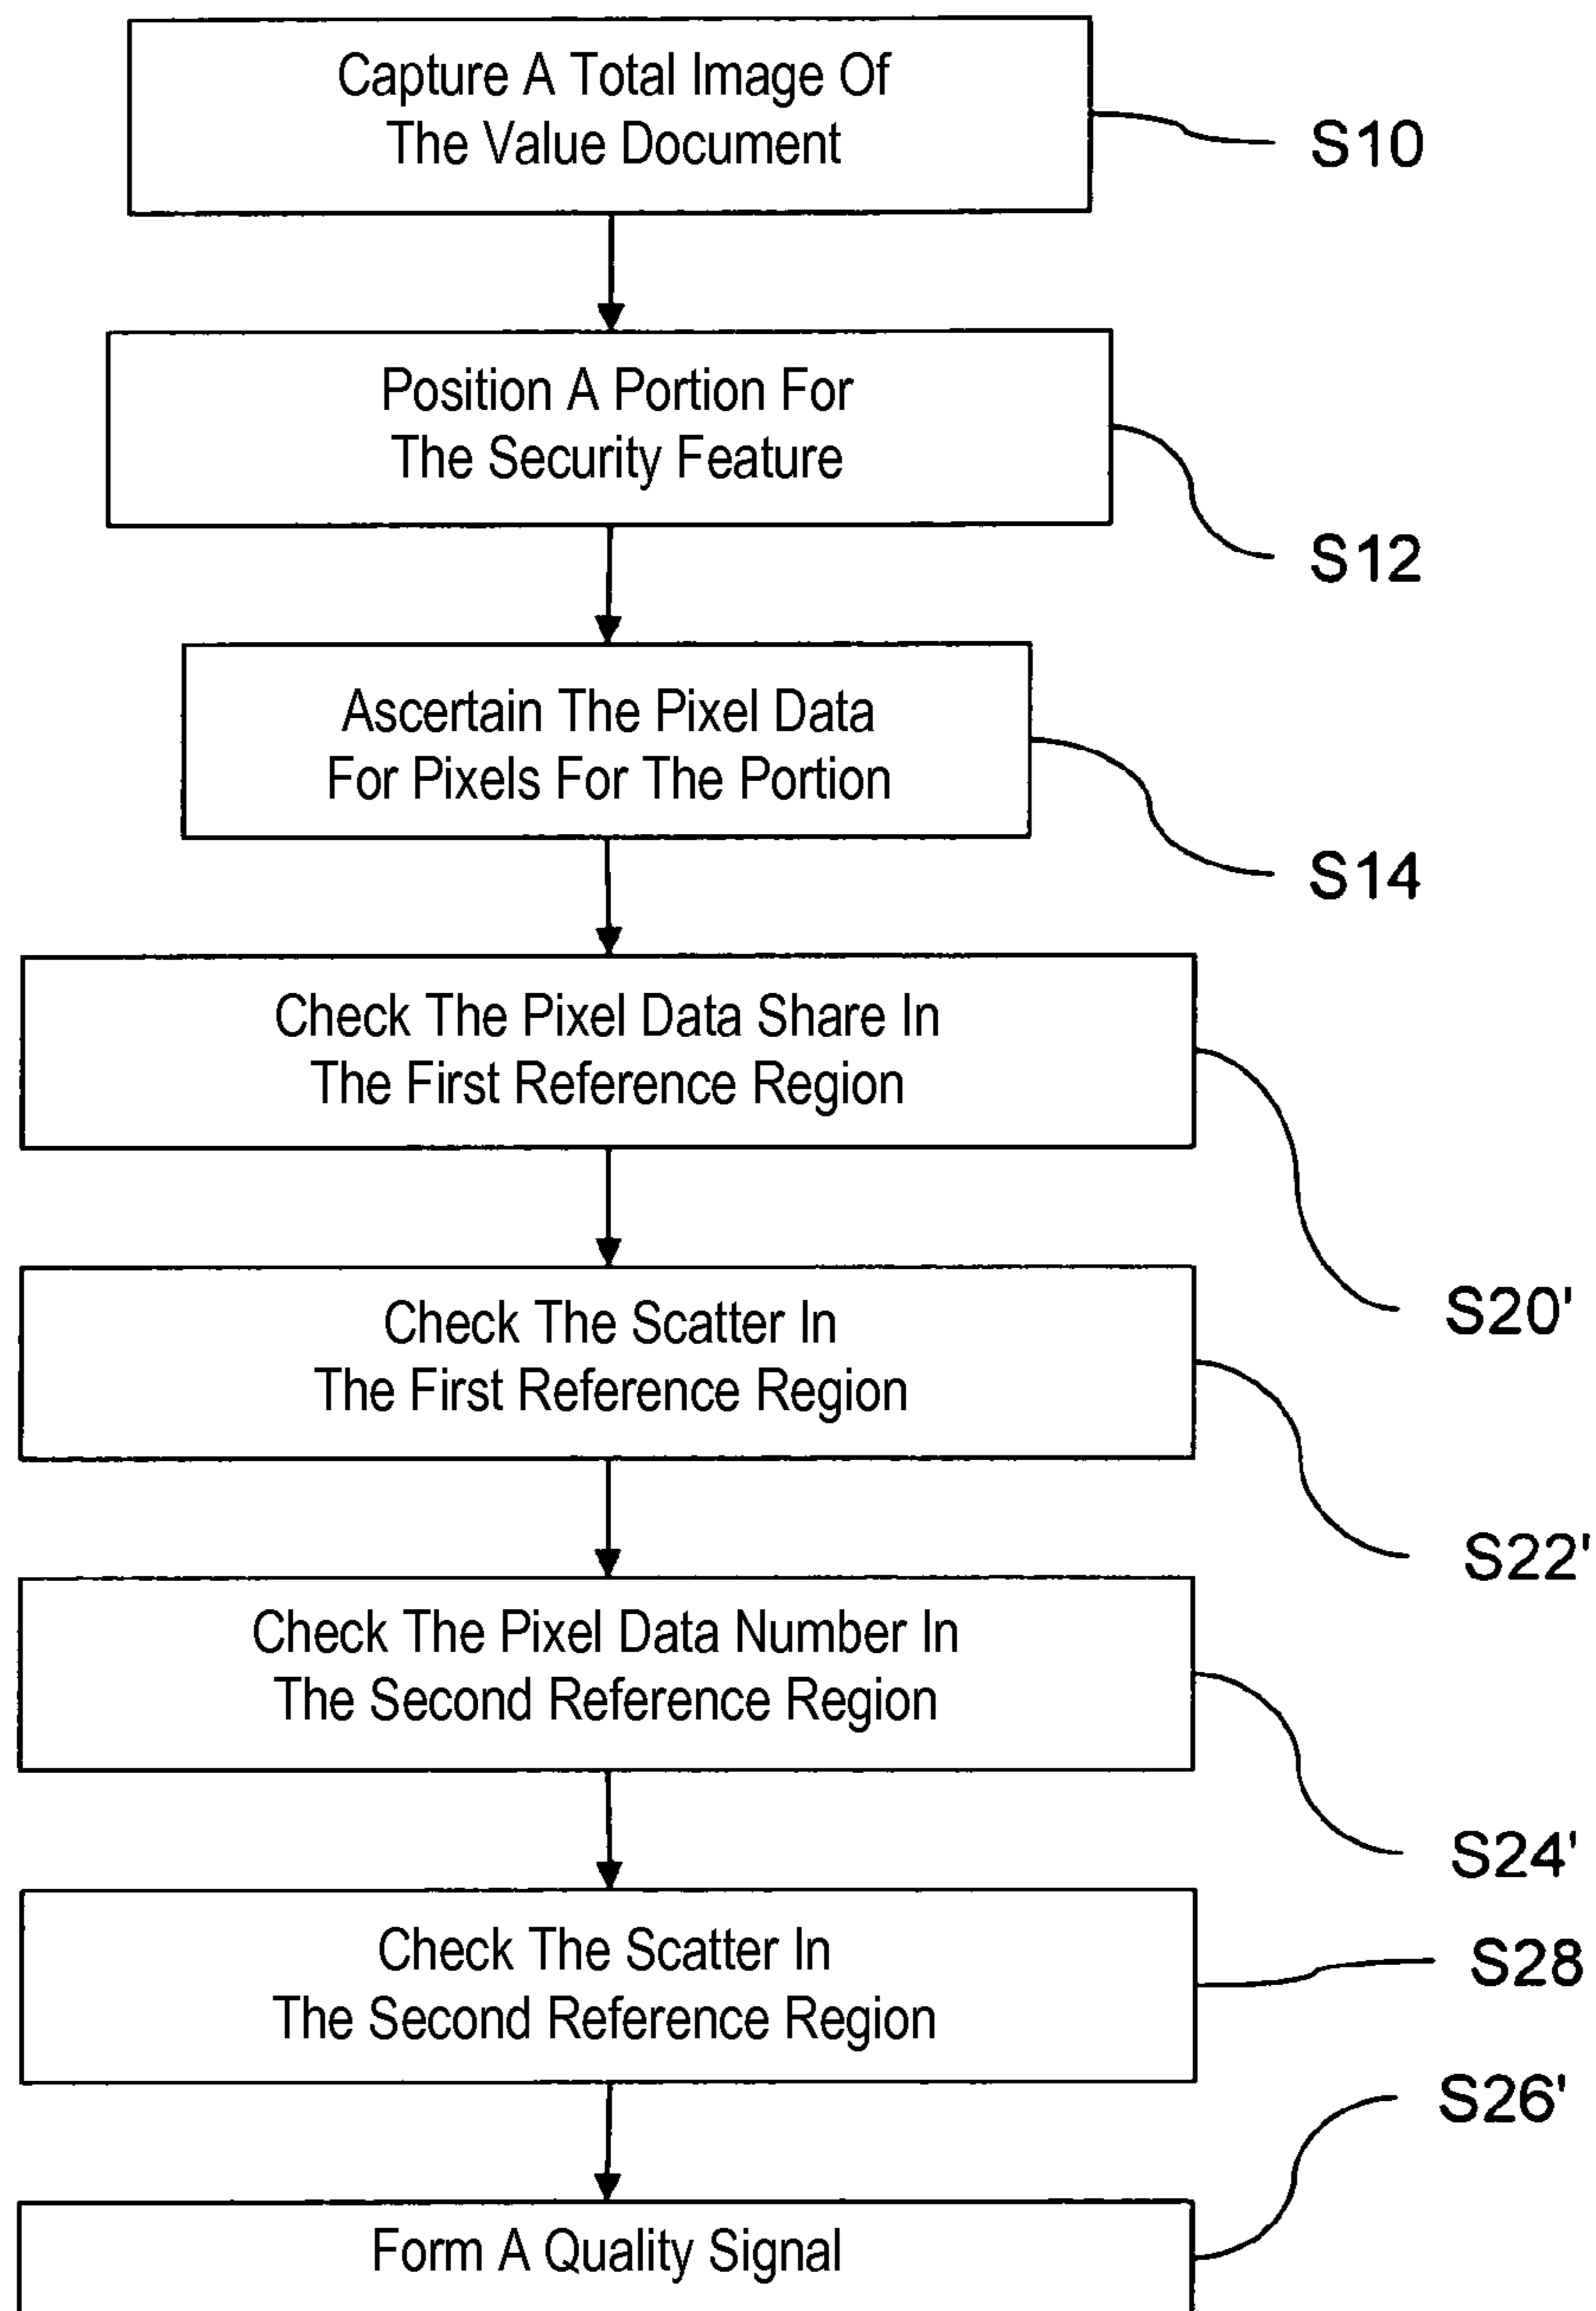 Capture A Total Image Of
The Value Document
S10
Position A Portion For
The Security Feature
S12
Ascertain The Pixel Data
For Pixels For The Portion
S14
Check The Pixel Data Share In
The First Reference Region
S20'
Check The Scatter In
The First Reference Region
S22'
Check The Pixel Data Number In
The Second Reference Region
S24'
Check The Scatter In
The Second Reference Region
S28
Form A Quality Signal
S26'